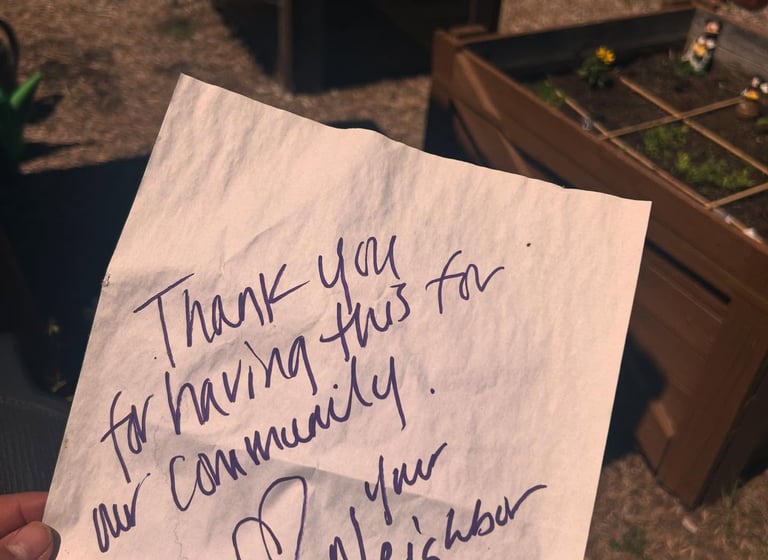 Thank you
for having this for
our community.
♡ your
Neighbor